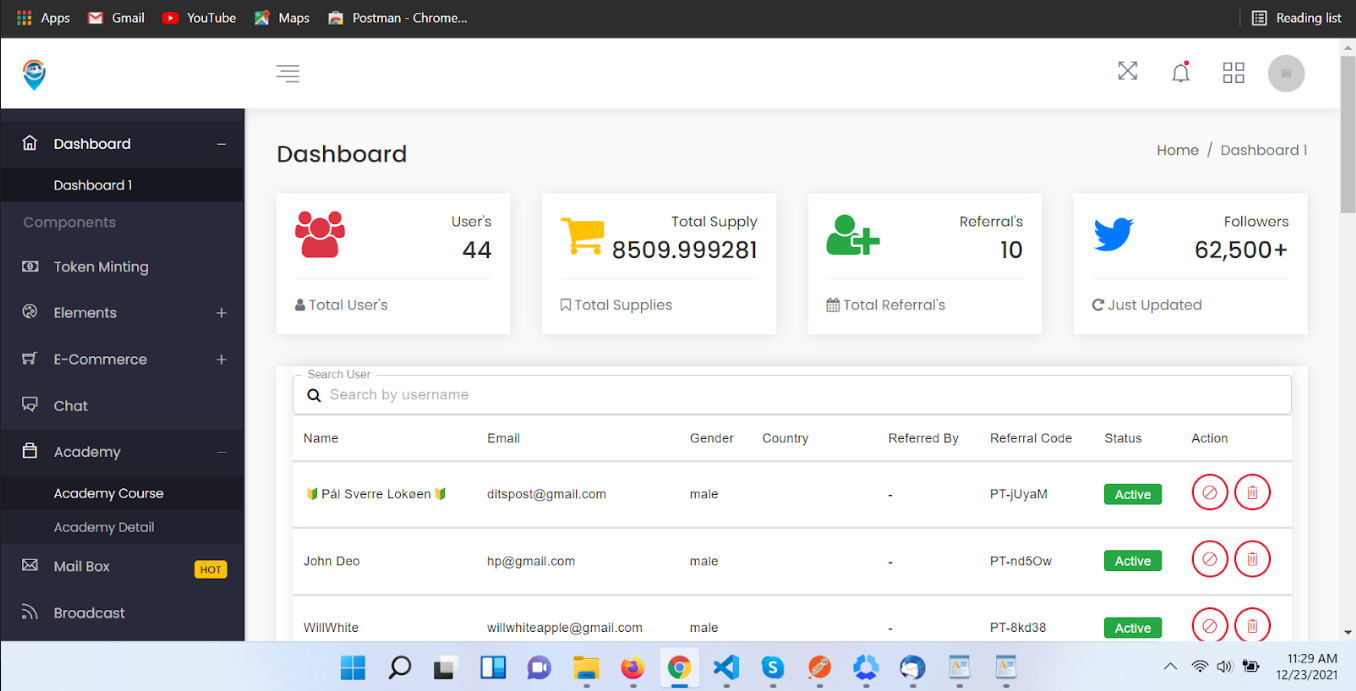 Apps Gmail YouTube Maps Postman - Chrome... Reading list
Dashboard
Dashboard 1
Components
Token Minting
Elements
E-Commerce
Chat
Academy
Academy Course
Academy Detail
Mail Box HOT
Broadcast
Dashboard
Home / Dashboard 1
User's
44
Total User's
Total Supply
8509.999281
Total Supplies
Referral's
10
Total Referral's
Followers
62,500+
Just Updated
Search User
Search by username
Name Email Gender Country Referred By Referral Code Status Action
🔰 Pål Sverre Lokøen 🔰 ditspost@gmail.com male - PT-jUyaM Active
John Deo hp@gmail.com male - PT-nd5Ow Active
WillWhite willwhiteapple@gmail.com male - PT-8kd38 Active
11:29 AM
12/23/2021